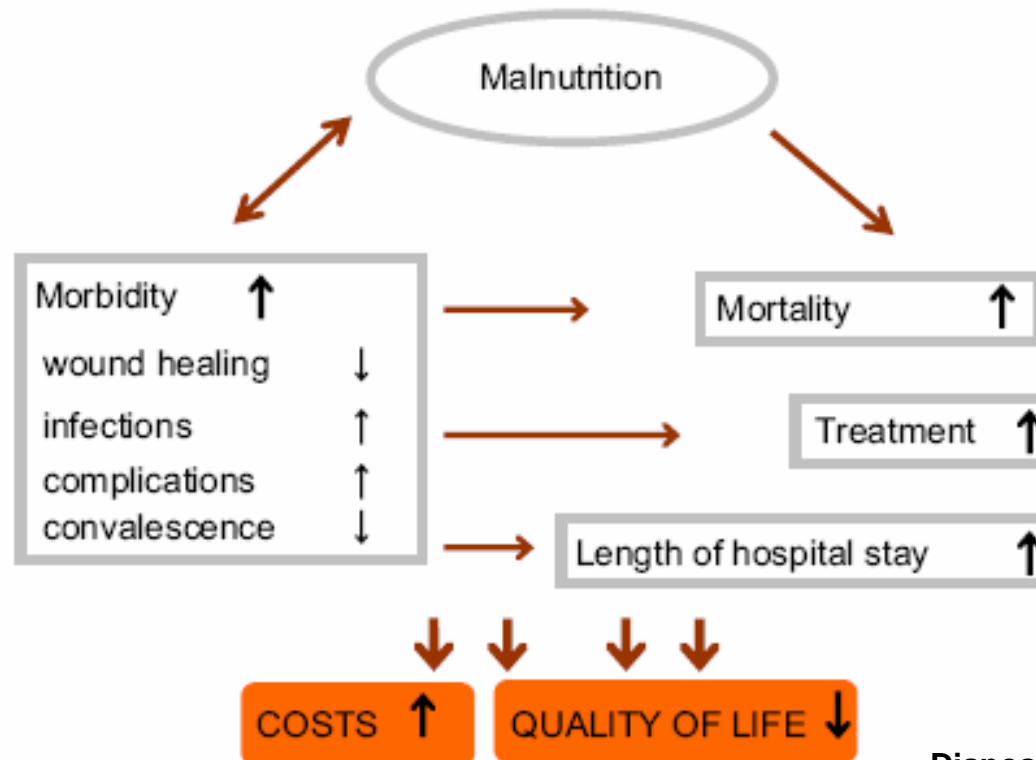 Malnutrition
Morbidity ↑
wound healing ↓
infections ↑
complications ↑
convalescence ↓
Mortality ↑
Treatment ↑
Length of hospital stay ↑
COSTS ↑
QUALITY OF LIFE ↓